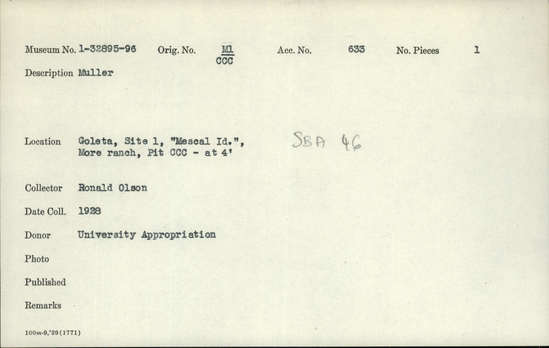 Museum No. 1-32895-96 Orig. No. M1 Acc. No. 633 No. Pieces 1
CCC
Description Muller
Location Goleta, Site 1, "Mescal Id.", SBA 46
More ranch, Pit CCC - at 4'
Collector Ronald Olson
Date Coll. 1928
Donor University Appropriation
Photo
Published
Remarks
100m-9,'29(1771)